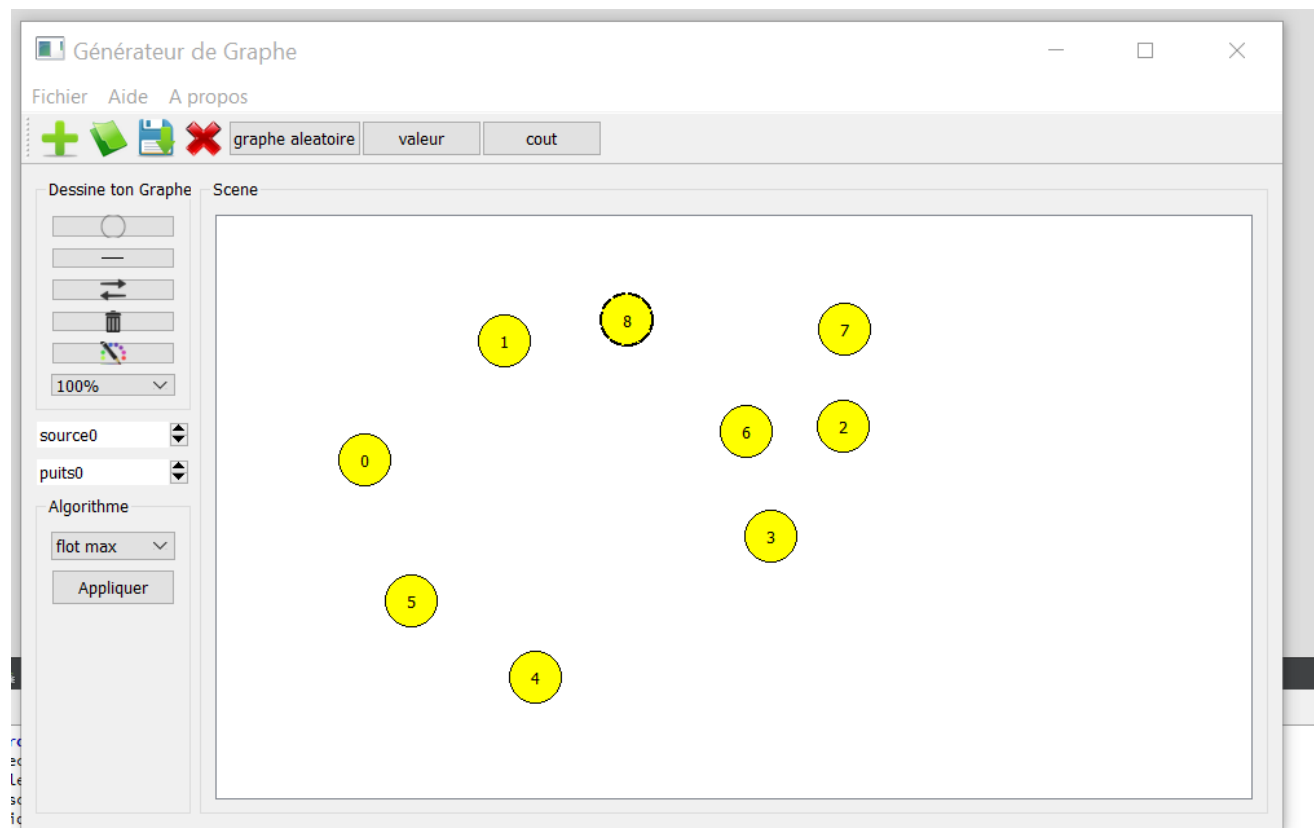 Générateur de Graphe
Fichier Aide A propos
graphe aleatoire valeur cout
Dessine ton Graphe
Scene
100%
source0
puits0
Algorithme
flot max
Appliquer
8
7
1
2
6
0
3
5
4